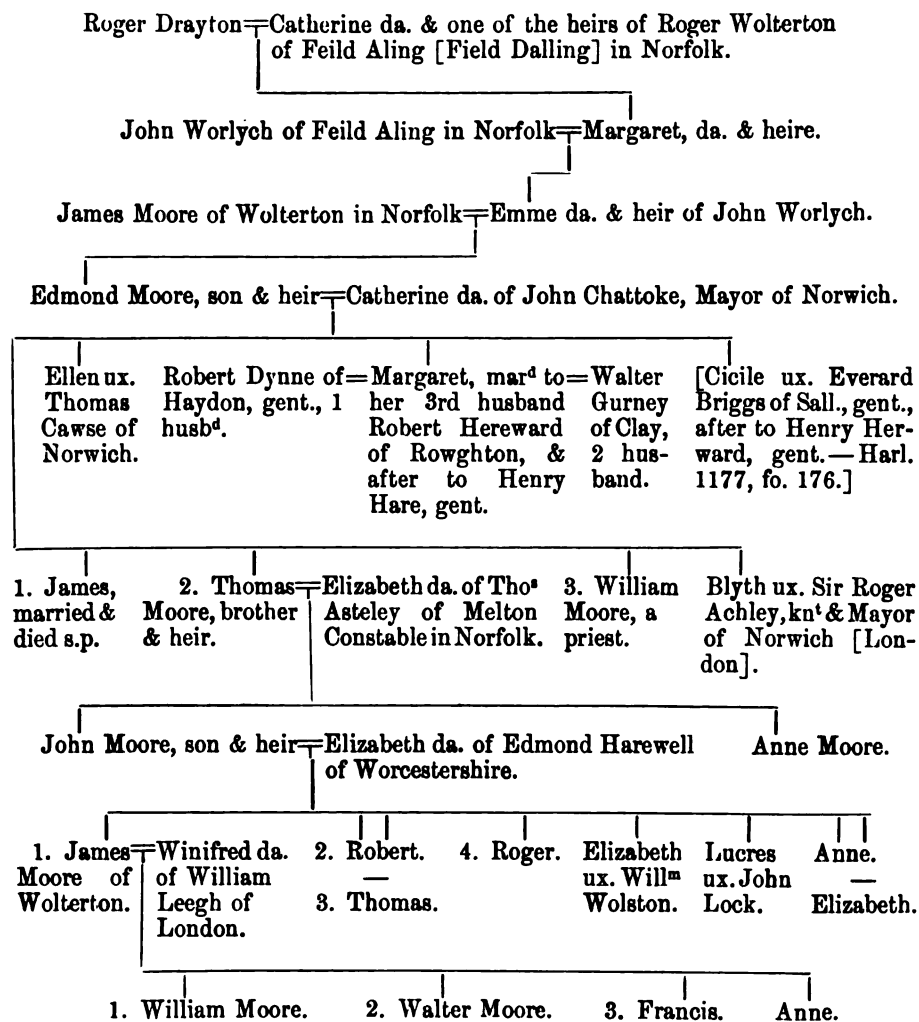 Roger Drayton=Catherine da. & one of the heirs of Roger Wolterton
of Feild Aling [Field Dalling] in Norfolk.
John Worlych of Feild Aling in Norfolk=Margaret, da. & heire.
James Moore of Wolterton in Norfolk=Emme da. & heir of John Worlych.
Edmond Moore, son & heir=Catherine da. of John Chattoke, Mayor of Norwich.
Ellen ux.
Thomas
Cawse of
Norwich.
Robert Dynne of=
Haydon, gent., 1
husbd.
Margaret, mard to=
her 3rd husband
Robert Hereward
of Rowghton, &
after to Henry
Hare, gent.
Walter
Gurney
of Clay,
2 hus-
band.
[Cicile ux. Everard
Briggs of Sall., gent.,
after to Henry Her-
ward, gent.—Harl.
1177, fo. 176.]
1. James,
married &
died s.p.
2. Thomas=
Moore, brother
& heir.
Elizabeth da. of Thos
Asteley of Melton
Constable in Norfolk.
3. William
Moore, a
priest.
Blyth ux. Sir Roger
Achley, knt & Mayor
of Norwich [Lon-
don].
John Moore, son & heir=Elizabeth da. of Edmond Harewell
of Worcestershire.
Anne Moore.
1. James=
Moore of
Wolterton.
Winifred da.
of William
Leegh of
London.
2. Robert.
—
3. Thomas.
4. Roger.
Elizabeth
ux. Willm
Wolston.
Lucres
ux. John
Lock.
Anne.
—
Elizabeth.
1. William Moore. 2. Walter Moore. 3. Francis. Anne.